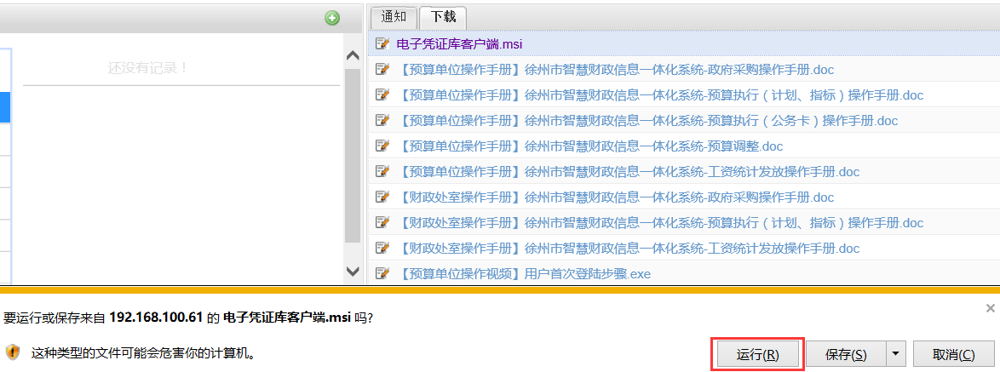 通知 下载
还没有记录！
电子凭证库客户端.msi
【预算单位操作手册】徐州市智慧财政信息一体化系统-政府采购操作手册.doc
【预算单位操作手册】徐州市智慧财政信息一体化系统-预算执行（计划、指标）操作手册.doc
【预算单位操作手册】徐州市智慧财政信息一体化系统-预算执行（公务卡）操作手册.doc
【预算单位操作手册】徐州市智慧财政信息一体化系统-预算调整.doc
【预算单位操作手册】徐州市智慧财政信息一体化系统-工资统计发放操作手册.doc
【财政处室操作手册】徐州市智慧财政信息一体化系统-政府采购操作手册.doc
【财政处室操作手册】徐州市智慧财政信息一体化系统-预算执行（计划、指标）操作手册.doc
【财政处室操作手册】徐州市智慧财政信息一体化系统-工资统计发放操作手册.doc
【预算单位操作视频】用户首次登陆步骤.exe
要运行或保存来自 192.168.100.61 的 电子凭证库客户端.msi 吗?
这种类型的文件可能会危害你的计算机。
运行(R) 保存(S) 取消(C)